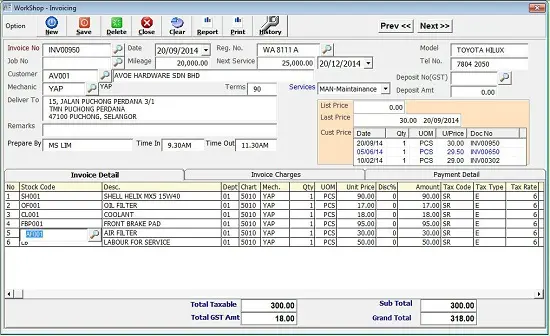 WorkShop - Invoicing
Option New Save Delete Close Clear Report Print Setting Prev << Next >>
Invoice No INV00950 Date 20/09/2014 Reg. No. WA 8111 A Model TOYOTA HILUX
Job No Mileage 20,000.00 Next Service 25,000.00 20/12/2014 Tel No. 7804 2050
Customer AV001 AVOE HARDWARE SDN BHD Deposit No(GST)
Mechanic YAP YAP Terms 90 Services MAN-Maintainance Deposit Amt 0.00
Deliver To 15, JALAN PUCHONG PERDANA 3/1
TMN PUCHONG PERDANA
47100 PUCHONG, SELANGOR
List Price 0.00
Last Price 30.00 20/09/2014
Remarks
Cust Price Date Qty UOM U/Price Doc No
20/09/14 1 PCS 30.00 INV00950
05/06/14 1 PCS 29.50 INV00650
10/02/14 1 PCS 29.00 INV00302
Prepare By MS LIM Time In 9.30AM Time Out 11.30AM
Invoice Detail Invoice Charges Payment Detail
No Stock Code Desc. Dept Chart Mech. Qty UOM Unit Price Disc% Amount Tax Code Tax Type Tax Rate
1 SH001 SHELL HELIX MX5 15W40 01 5010 YAP 1 PCS 90.00 0 90.00 SR E 6
2 OF001 OIL FILTER 01 5010 YAP 1 PCS 17.00 0 17.00 SR E 6
3 CL001 COOLANT 01 5010 YAP 1 PCS 18.00 0 18.00 SR E 6
4 FBP001 FRONT BRAKE PAD 01 5010 YAP 1 PCS 95.00 0 95.00 SR E 6
5 AF001 AIR FILTER 01 5010 YAP 1 PCS 30.00 0 30.00 SR E 6
6 LABOUR FOR SERVICE 01 5010 YAP 1 PCS 50.00 0 50.00 SR E 6
Total Taxable 300.00 Sub Total 300.00
Total GST Amt 18.00 Grand Total 318.00